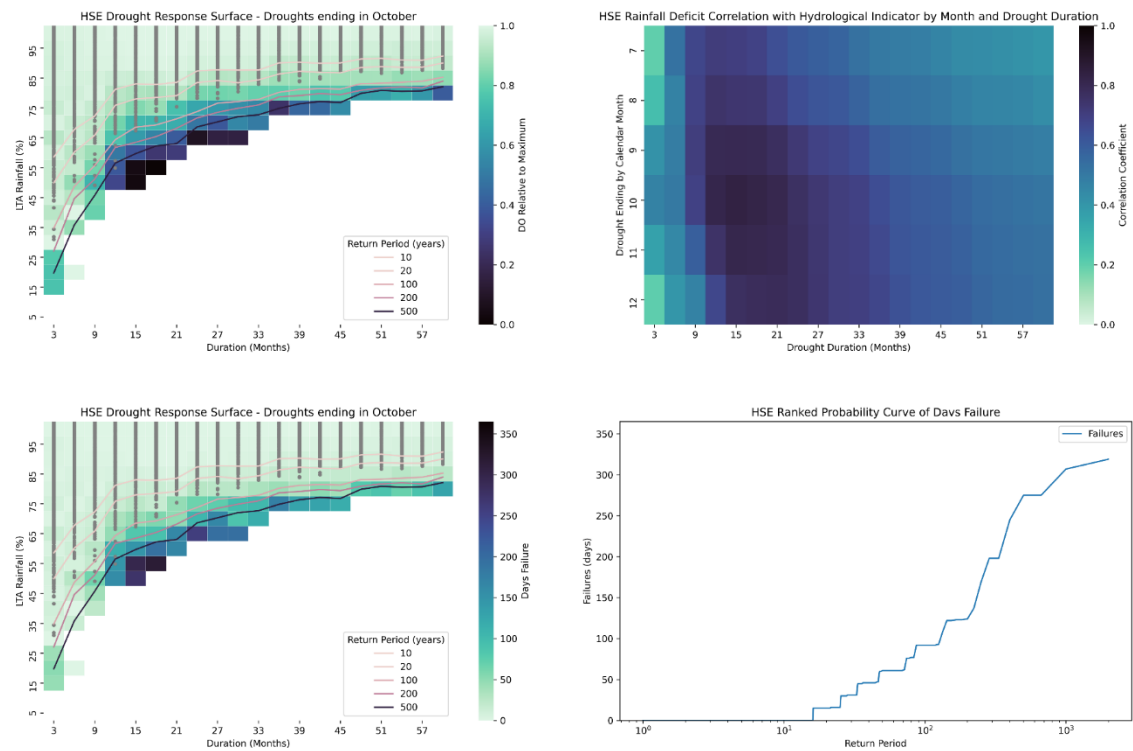 HSE Drought Response Surface - Droughts ending in October
LTA Rainfall (%)
95
85
75
65
55
45
35
25
15
5
3 9 15 21 27 33 39 45 51 57
Duration (Months)
Return Period (years)
10
20
100
200
500
1.0
0.8
0.6
0.4
0.2
0.0
DO Relative to Maximum
HSE Rainfall Deficit Correlation with Hydrological Indicator by Month and Drought Duration
Drought Ending by Calendar Month
7
8
9
10
11
12
3 9 15 21 27 33 39 45 51 57
Drought Duration (Months)
1.0
0.8
0.6
0.4
0.2
0.0
Correlation Coefficient
HSE Drought Response Surface - Droughts ending in October
LTA Rainfall (%)
95
85
75
65
55
45
35
25
15
5
3 9 15 21 27 33 39 45 51 57
Duration (Months)
Return Period (years)
10
20
100
200
500
350
300
250
200
150
100
50
0
Days Failure
HSE Ranked Probability Curve of Days Failure
Failures
Failures (days)
350
300
250
200
150
100
50
0
10⁰ 10¹ 10² 10³
Return Period